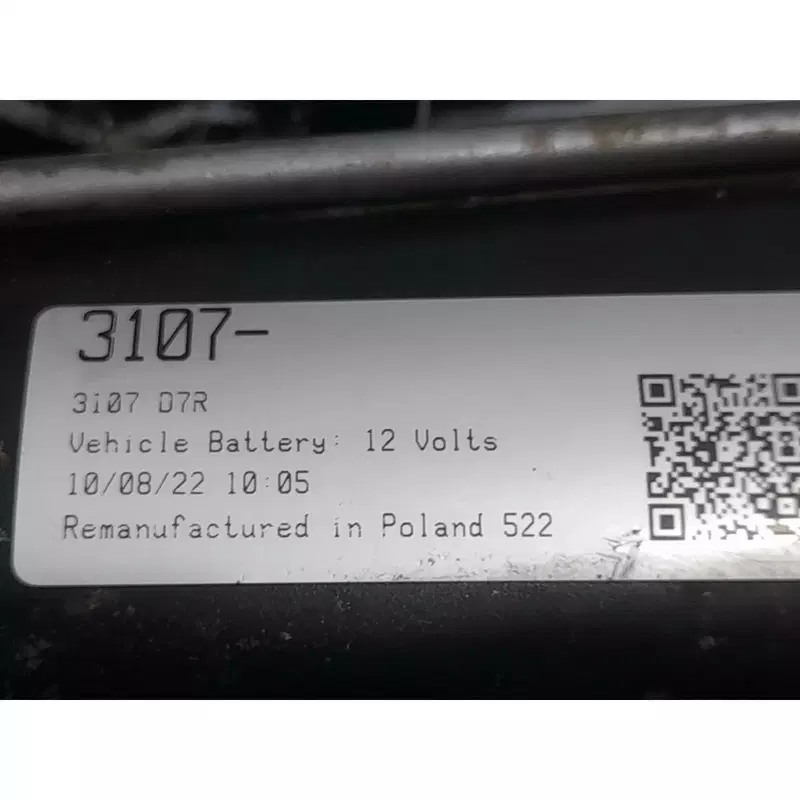 3107-
3107 D7R
Vehicle Battery: 12 Volts
10/08/22 10:05
Remanufactured in Poland 522